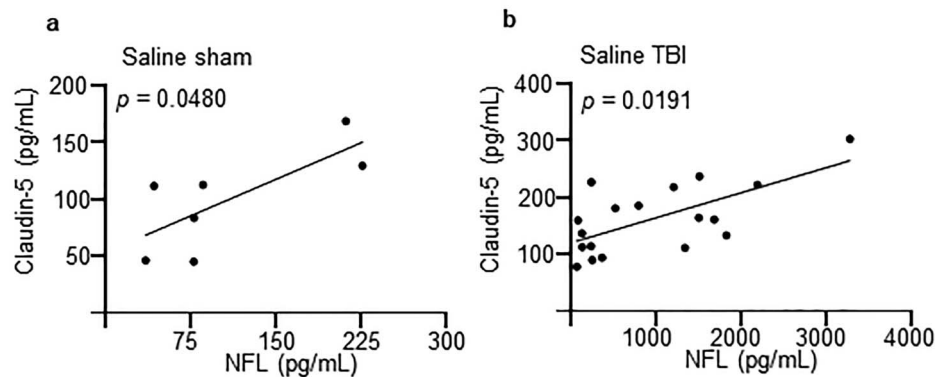 a
Saline sham
p = 0.0480
200
150
100
50
Claudin-5 (pg/mL)
75 150 225 300
NFL (pg/mL)
b
Saline TBI
p = 0.0191
400
300
200
100
Claudin-5 (pg/mL)
1000 2000 3000 4000
NFL (pg/mL)